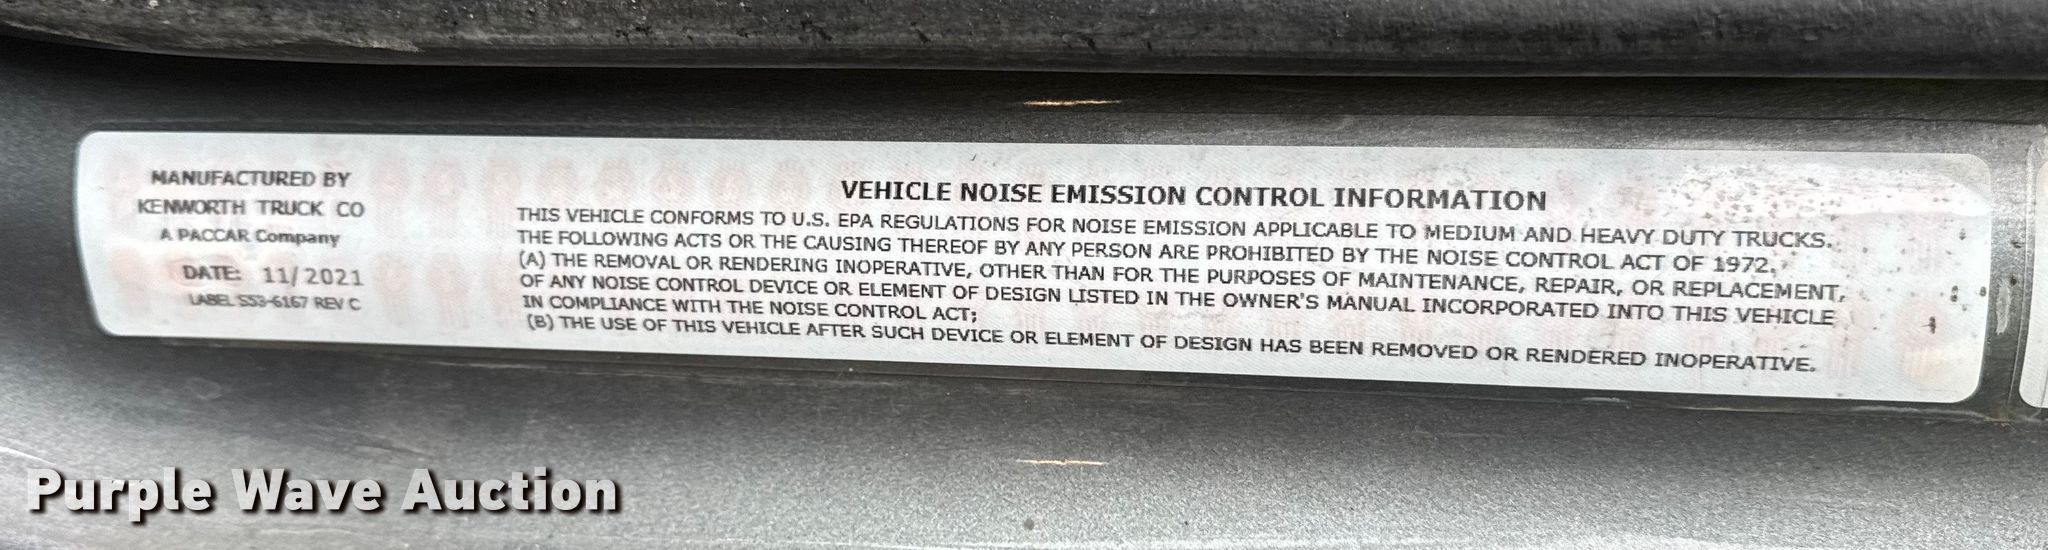 MANUFACTURED BY
KENWORTH TRUCK CO
A PACCAR Company
DATE: 11/2021
LABEL S53-6167 REV C
VEHICLE NOISE EMISSION CONTROL INFORMATION
THIS VEHICLE CONFORMS TO U.S. EPA REGULATIONS FOR NOISE EMISSION APPLICABLE TO MEDIUM AND HEAVY DUTY TRUCKS.
THE FOLLOWING ACTS OR THE CAUSING THEREOF BY ANY PERSON ARE PROHIBITED BY THE NOISE CONTROL ACT OF 1972.
(A) THE REMOVAL OR RENDERING INOPERATIVE, OTHER THAN FOR THE PURPOSES OF MAINTENANCE, REPAIR, OR REPLACEMENT,
OF ANY NOISE CONTROL DEVICE OR ELEMENT OF DESIGN LISTED IN THE OWNER'S MANUAL INCORPORATED INTO THIS VEHICLE
IN COMPLIANCE WITH THE NOISE CONTROL ACT;
(B) THE USE OF THIS VEHICLE AFTER SUCH DEVICE OR ELEMENT OF DESIGN HAS BEEN REMOVED OR RENDERED INOPERATIVE.
Purple Wave Auction